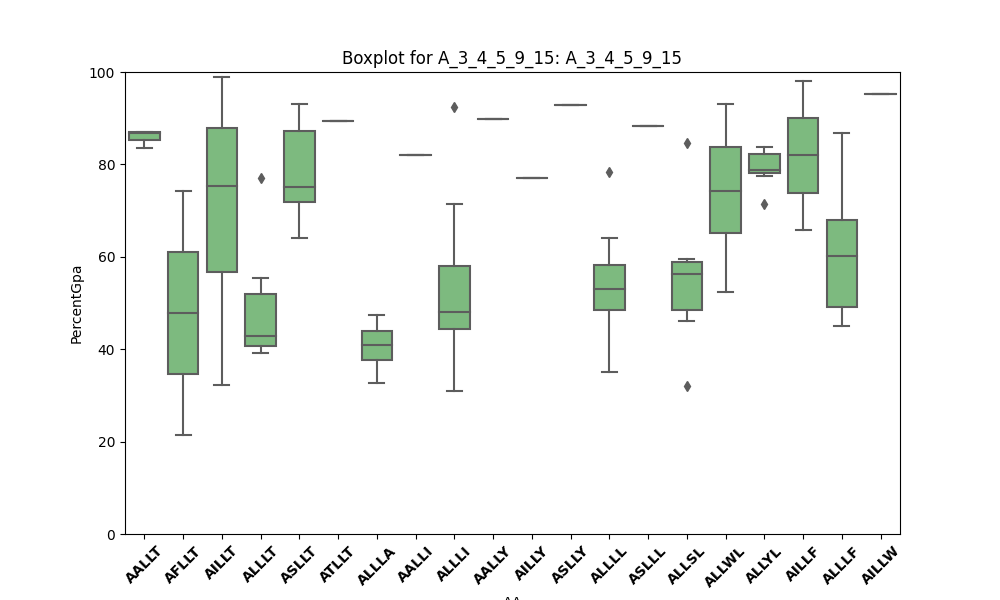 Boxplot for A_3_4_5_9_15: A_3_4_5_9_15
100
80
60
40
20
0
PercentGpa
AALLT AFLLT AILLT ALLLT ASLLT ATLLT ALLLA AALLI ALLLI AALLY AILLY ASLLY ALLLL ASLLL ALLSL ALLWL ALLYL AILLF ALLLF AILLW